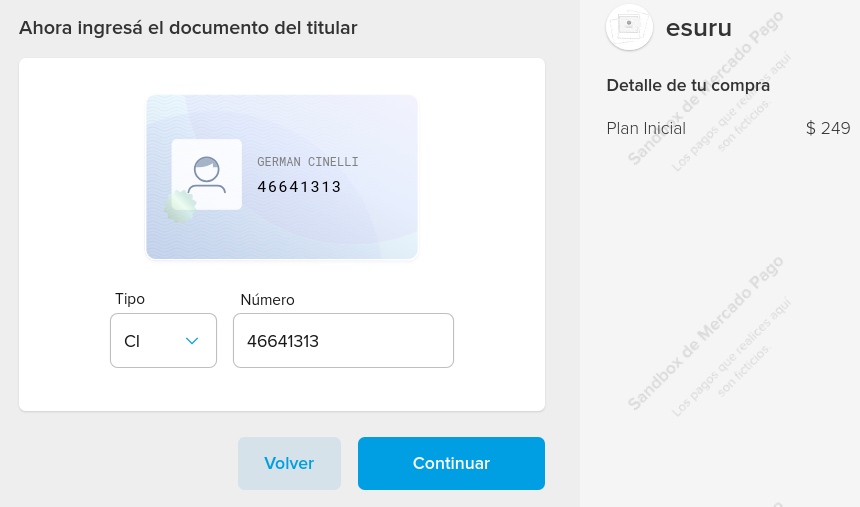 Ahora ingresá el documento del titular
GERMAN CINELLI
46641313
Tipo
Número
CI
46641313
Volver
Continuar
esuru
Detalle de tu compra
Plan Inicial
$ 249
Sandbox de Mercado Pago
Los pagos que realices aquí
son ficticios.
Sandbox de Mercado Pago
Los pagos que realices aquí
son ficticios.